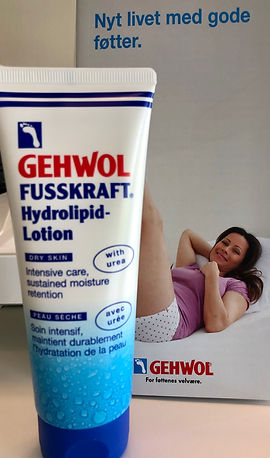 Nyt livet med gode
føtter.
GEHWOL
FUSSKRAFT®
Hydrolipid-
Lotion
DRY SKIN
with
urea
Intensive care,
sustained moisture
retention
PEAU SÈCHE
avec
urée
Soin intensif,
maintient durablement
l'hydratation de la peau
GEHWOL
For føttenes velvære.